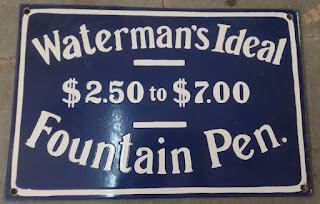 Waterman's Ideal
$2.50 to $7.00
Fountain Pen.